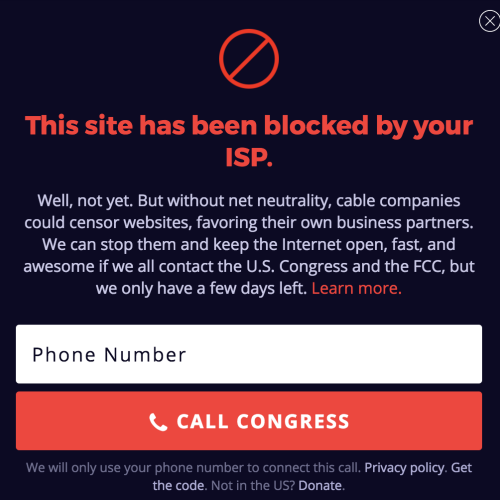 This site has been blocked by your
ISP.
Well, not yet. But without net neutrality, cable companies
could censor websites, favoring their own business partners.
We can stop them and keep the Internet open, fast, and
awesome if we all contact the U.S. Congress and the FCC, but
we only have a few days left. Learn more.
Phone Number
CALL CONGRESS
We will only use your phone number to connect this call. Privacy policy. Get
the code. Not in the US? Donate.